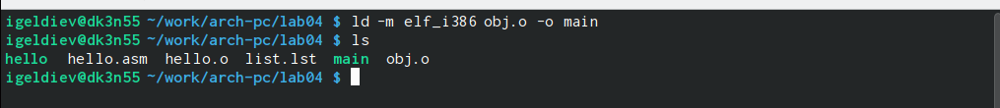 igeldiev@dk3n55 ~/work/arch-pc/lab04 $ ld -m elf_i386 obj.o -o main
igeldiev@dk3n55 ~/work/arch-pc/lab04 $ ls
hello  hello.asm  hello.o  list.lst  main  obj.o
igeldiev@dk3n55 ~/work/arch-pc/lab04 $